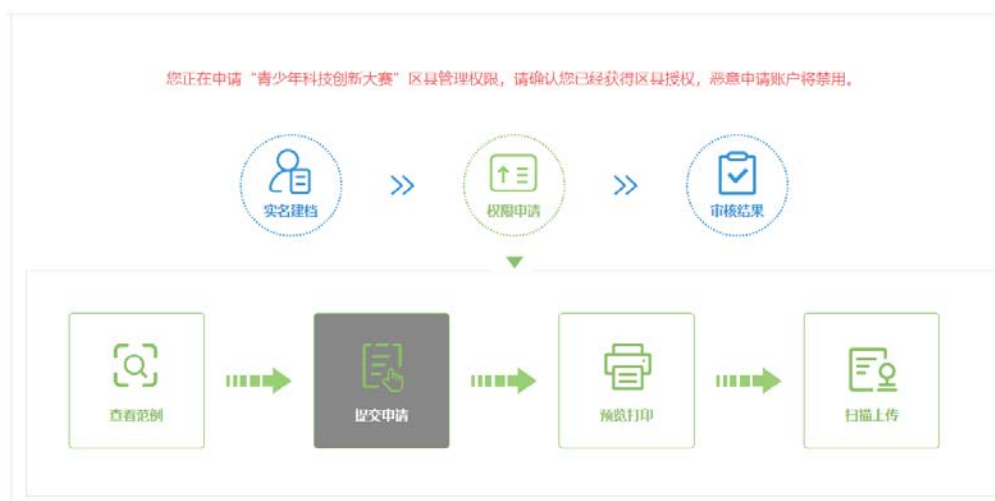 您正在申请“青少年科技创新大赛”区县管理权限，请确认您已经获得区县授权，恶意申请账户将禁用。
实名建档
权限申请
审核结果
查看范例
提交申请
预览打印
扫描上传